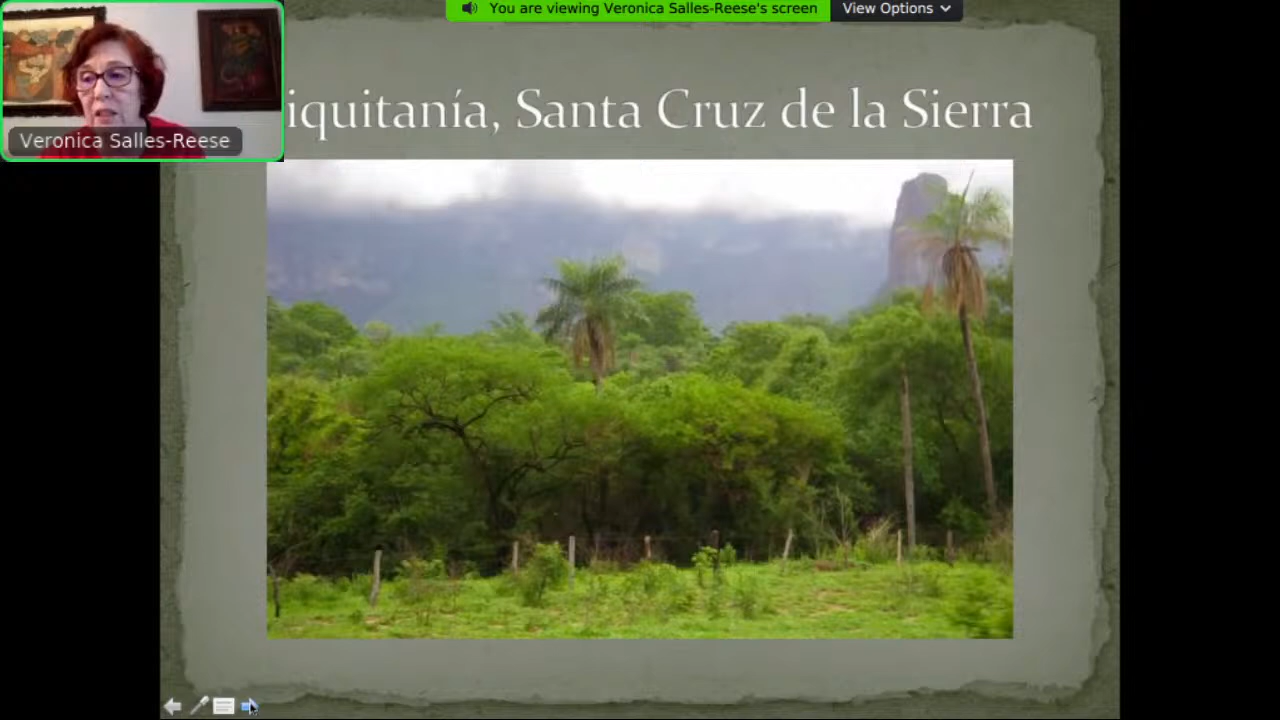 You are viewing Veronica Salles-Reese's screen
View Options
iquitanía, Santa Cruz de la Sierra
Veronica Salles-Reese